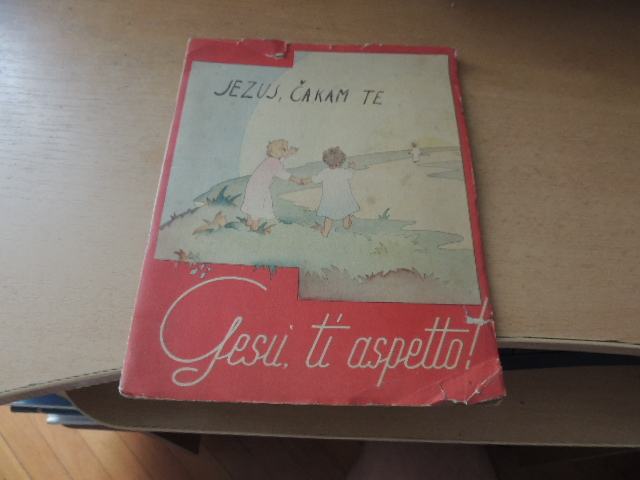 JEZUS, ČAKAM TE
Gesù, ti aspetto!